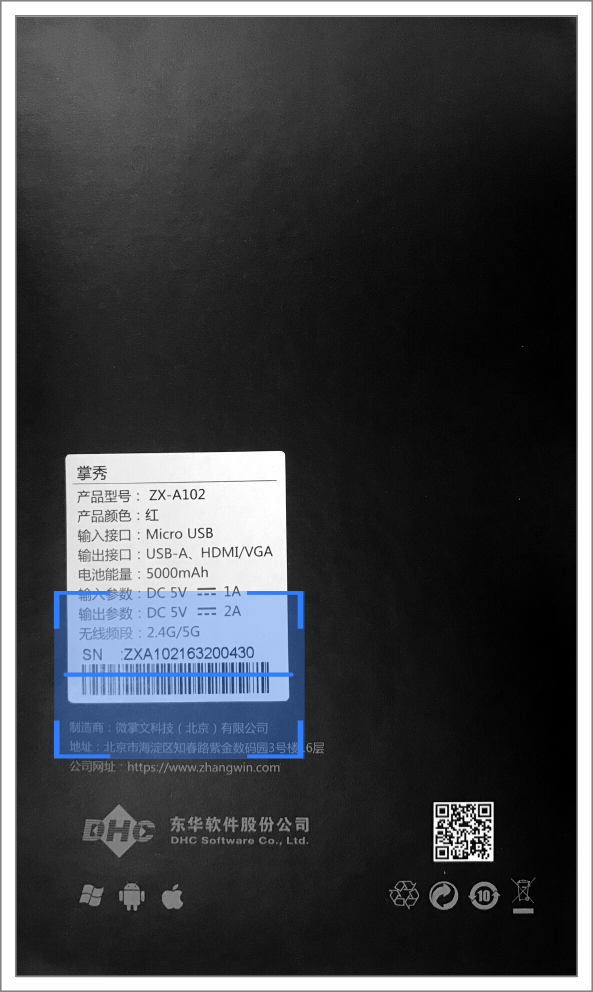 掌秀
产品型号： ZX-A102
产品颜色：红
输入接口：Micro USB
输出接口：USB-A、HDMI/VGA
电池能量：5000mAh
输入参数：DC 5V ⎓ 1A
输出参数：DC 5V ⎓ 2A
无线频段：2.4G/5G
SN :ZXA102163200430
制造商：微掌文科技（北京）有限公司
地址：北京市海淀区知春路紫金数码园3号楼16层
公司网址：https://www.zhangwin.com
DHC 东华软件股份公司
DHC Software Co., Ltd.
10